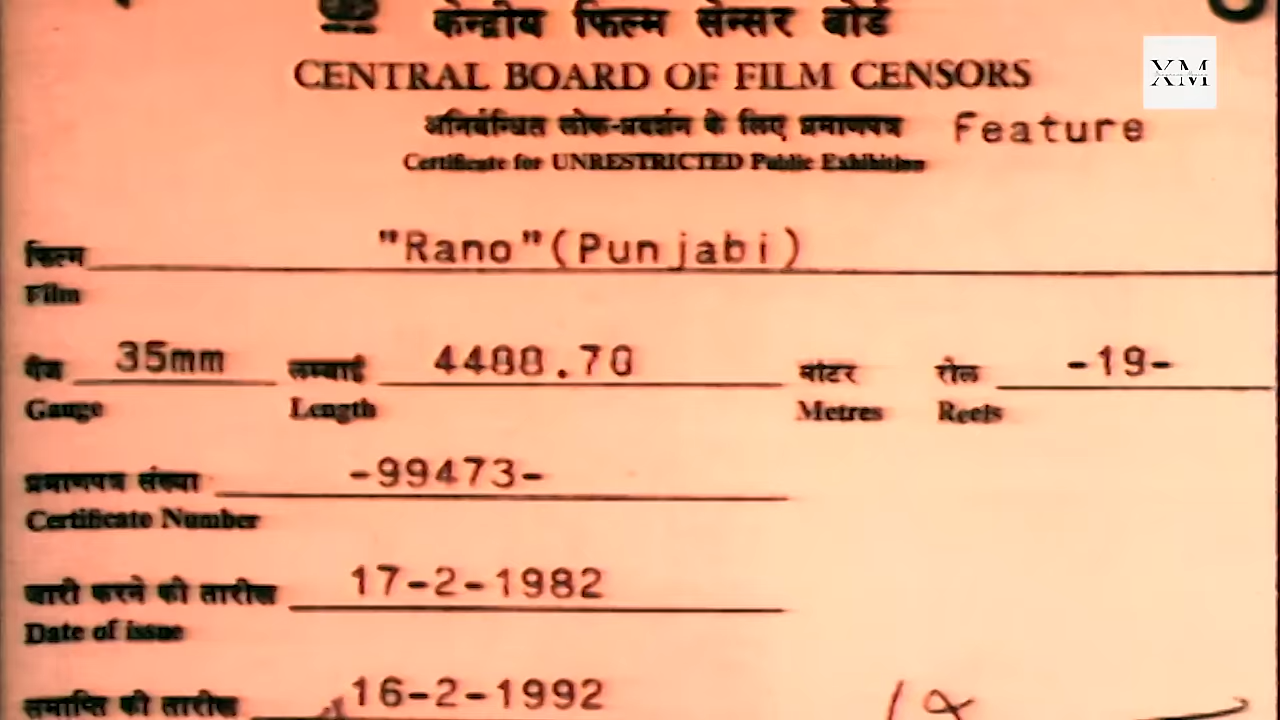 केन्द्रीय फिल्म सेन्सर बोर्ड
CENTRAL BOARD OF FILM CENSORS
अनिर्बन्धित लोक-प्रदर्शन के लिए प्रमाणपत्र Feature
Certificate for UNRESTRICTED Public Exhibition
XM
फिल्म "Rano"(Punjabi)
Film
गेज 35mm लम्बाई 4488.70 मीटर रील -19-
Gauge Length Metres Reels
प्रमाणपत्र संख्या -99473-
Certificate Number
जारी करने की तारीख 17-2-1982
Date of issue
समाप्ति की तारीख 16-2-1992